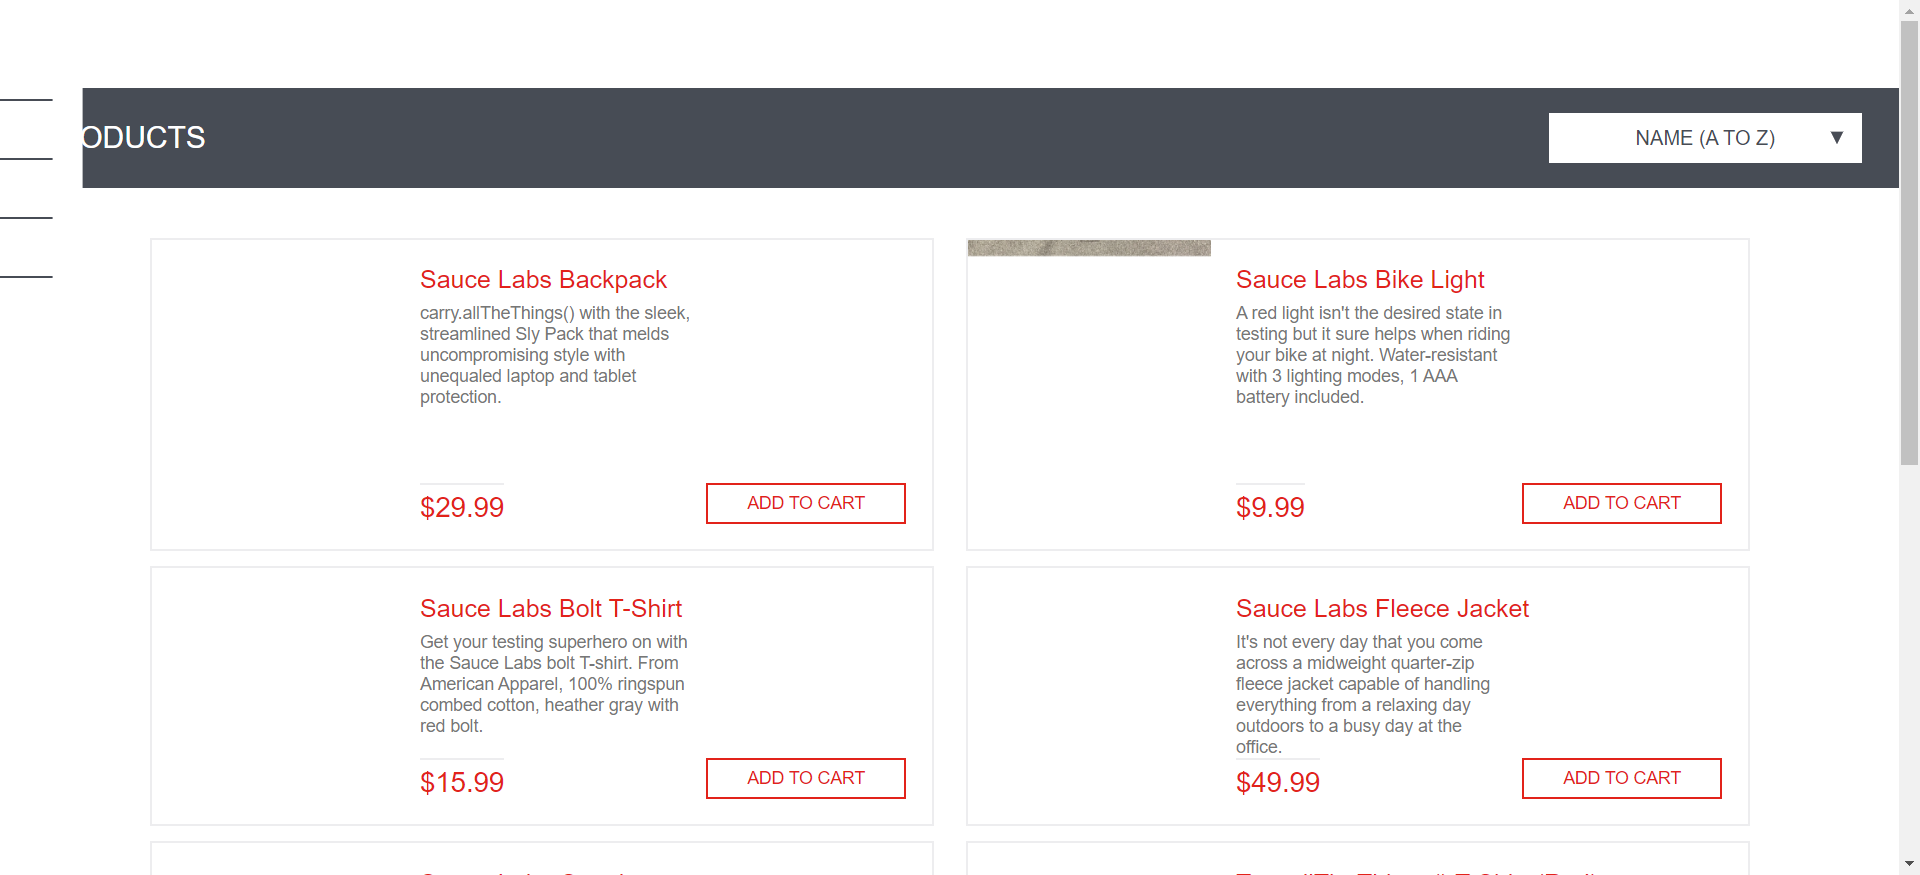 ODUCTS
NAME (A TO Z) ▼
Sauce Labs Backpack
carry.allTheThings() with the sleek,
streamlined Sly Pack that melds
uncompromising style with
unequaled laptop and tablet
protection.
$29.99
ADD TO CART
Sauce Labs Bike Light
A red light isn't the desired state in
testing but it sure helps when riding
your bike at night. Water-resistant
with 3 lighting modes, 1 AAA
battery included.
$9.99
ADD TO CART
Sauce Labs Bolt T-Shirt
Get your testing superhero on with
the Sauce Labs bolt T-shirt. From
American Apparel, 100% ringspun
combed cotton, heather gray with
red bolt.
$15.99
ADD TO CART
Sauce Labs Fleece Jacket
It's not every day that you come
across a midweight quarter-zip
fleece jacket capable of handling
everything from a relaxing day
outdoors to a busy day at the
office.
$49.99
ADD TO CART